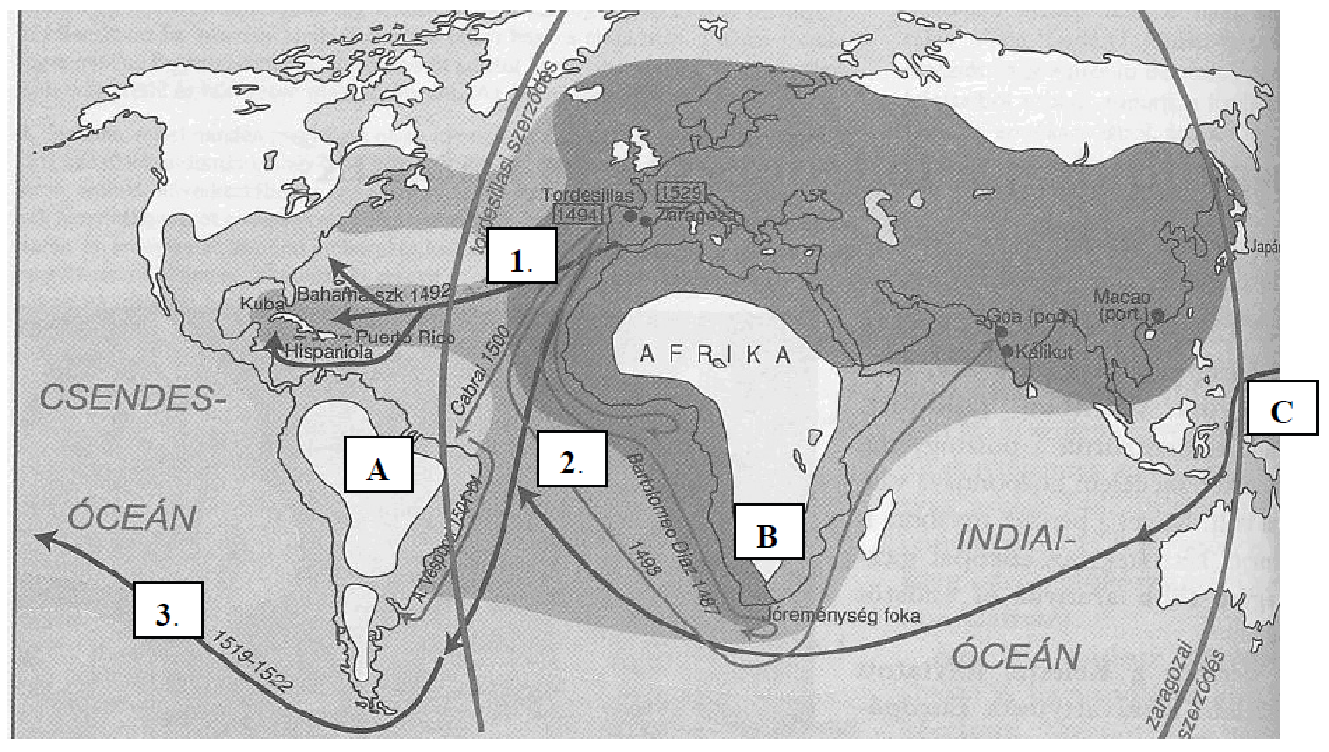 tordesillasi szerződés
Tordesillas
1494
1529
Zaragoza
1.
Bahama-szk 1492
Kuba
Puerto Rico
Hispaniola
Cabral 1500
AFRIKA
Goa (port.)
Kálikut
Macao
(port.)
Japán
CSENDES-
ÓCEÁN
A
2.
B
C
A. Vespucci 1501
Bartolomeo Diaz 1487
1498
INDIAI-
ÓCEÁN
Jóreménység foka
3.
1519-1522
zaragozai
szerződés